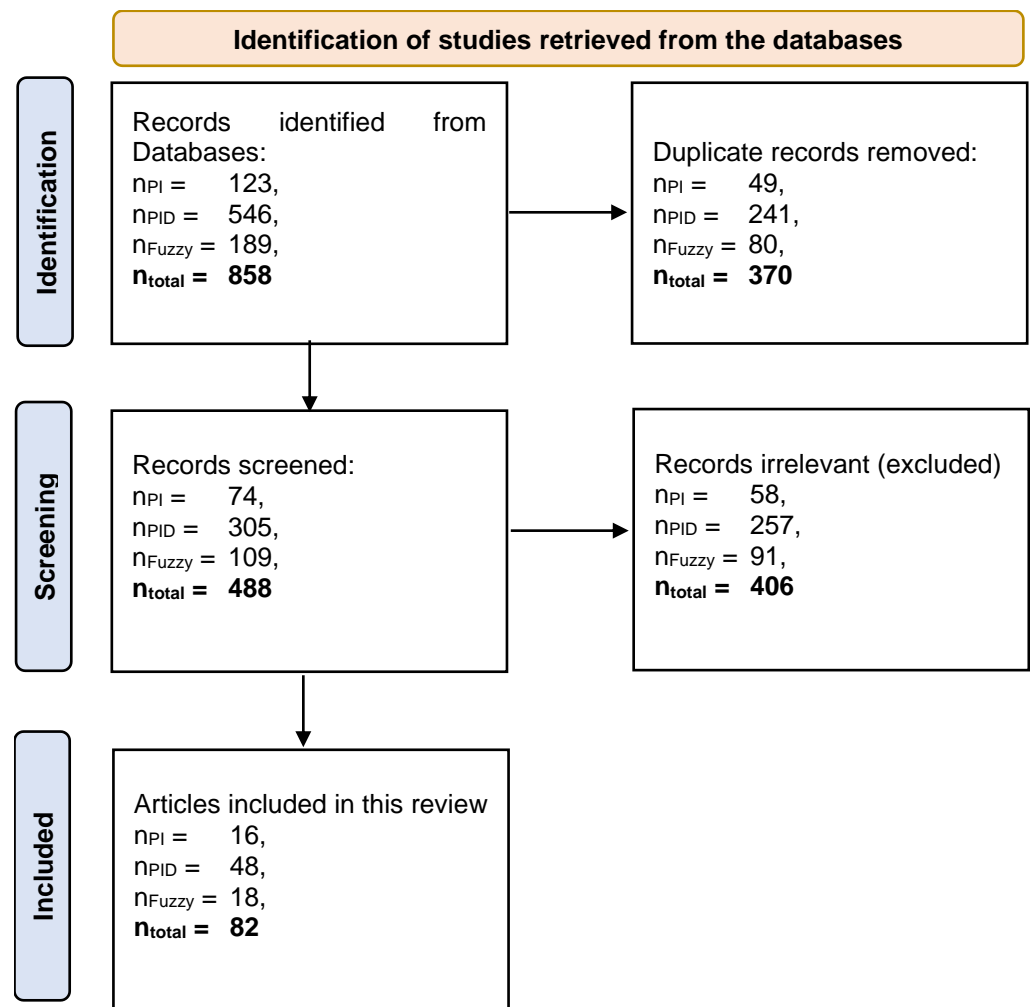 Identification of studies retrieved from the databases
Identification
Records identified from
Databases:
nPI = 123,
nPID = 546,
nFuzzy = 189,
ntotal = 858
Duplicate records removed:
nPI = 49,
nPID = 241,
nFuzzy = 80,
ntotal = 370
Screening
Records screened:
nPI = 74,
nPID = 305,
nFuzzy = 109,
ntotal = 488
Records irrelevant (excluded)
nPI = 58,
nPID = 257,
nFuzzy = 91,
ntotal = 406
Included
Articles included in this review
nPI = 16,
nPID = 48,
nFuzzy = 18,
ntotal = 82